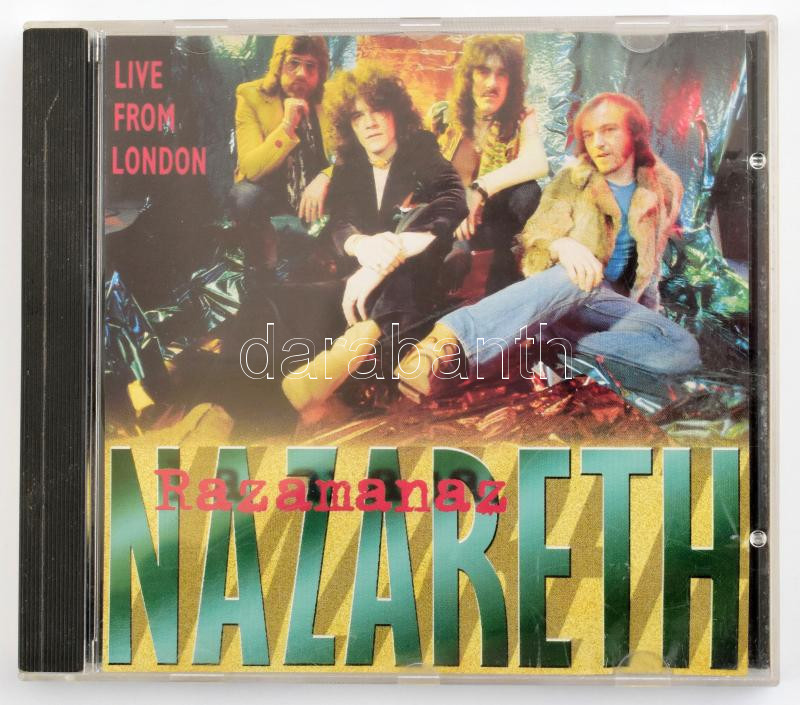 LIVE
FROM
LONDON
darabanth
Razamanaz
NAZARETH